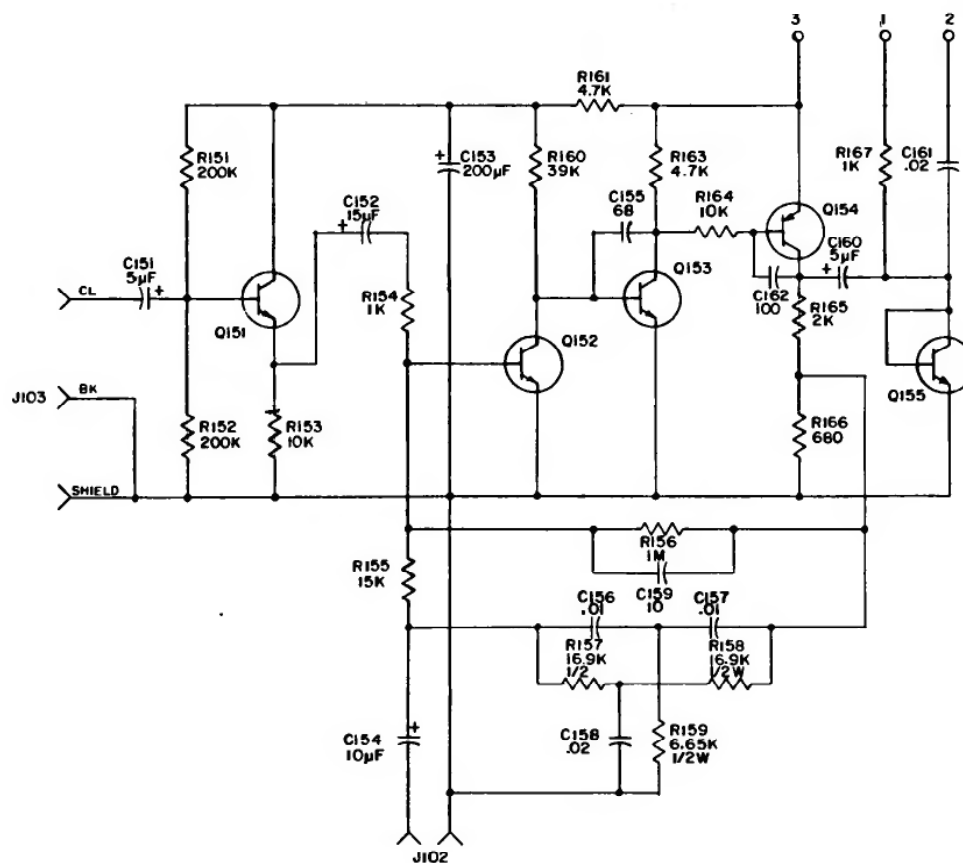 3
1
2
R161
4.7K
R151
200K
C153
200µF
R160
39K
R163
4.7K
R167
1K
C161
.02
C152
15µF
+
+
C155
68
R164
10K
Q154
C151
5µF
+
CL
Q151
R154
1K
Q152
Q153
C162
100
C160
+ 5µF
R165
2K
Q155
J103
BK
R152
200K
R153
10K
R166
680
SHIELD
R156
1M
C159
10
R155
15K
C156
.01
C157
.01
R157
16.9K
1/2
R158
16.9K
1/2W
C154
10µF
+
C158
.02
R159
6.65K
1/2W
J102